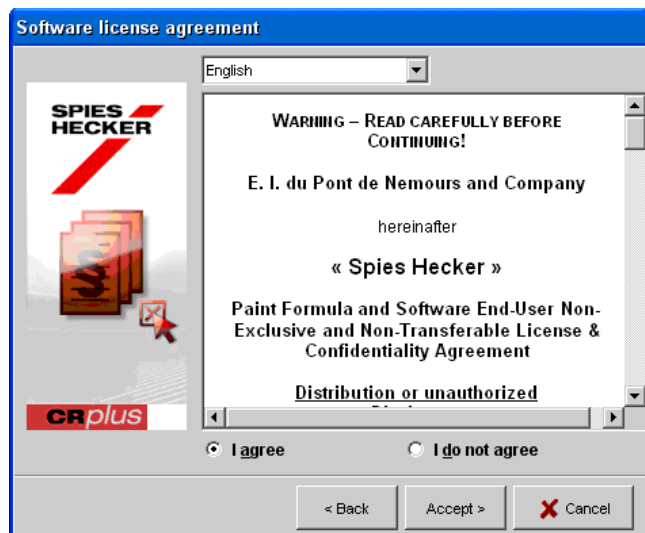 Software license agreement
English
SPIES
HECKER
WARNING – READ CAREFULLY BEFORE
CONTINUING!
E. I. du Pont de Nemours and Company
hereinafter
« Spies Hecker »
Paint Formula and Software End-User Non-
Exclusive and Non-Transferable License &
Confidentiality Agreement
Distribution or unauthorized
CRplus
I agree
I do not agree
< Back
Accept >
Cancel